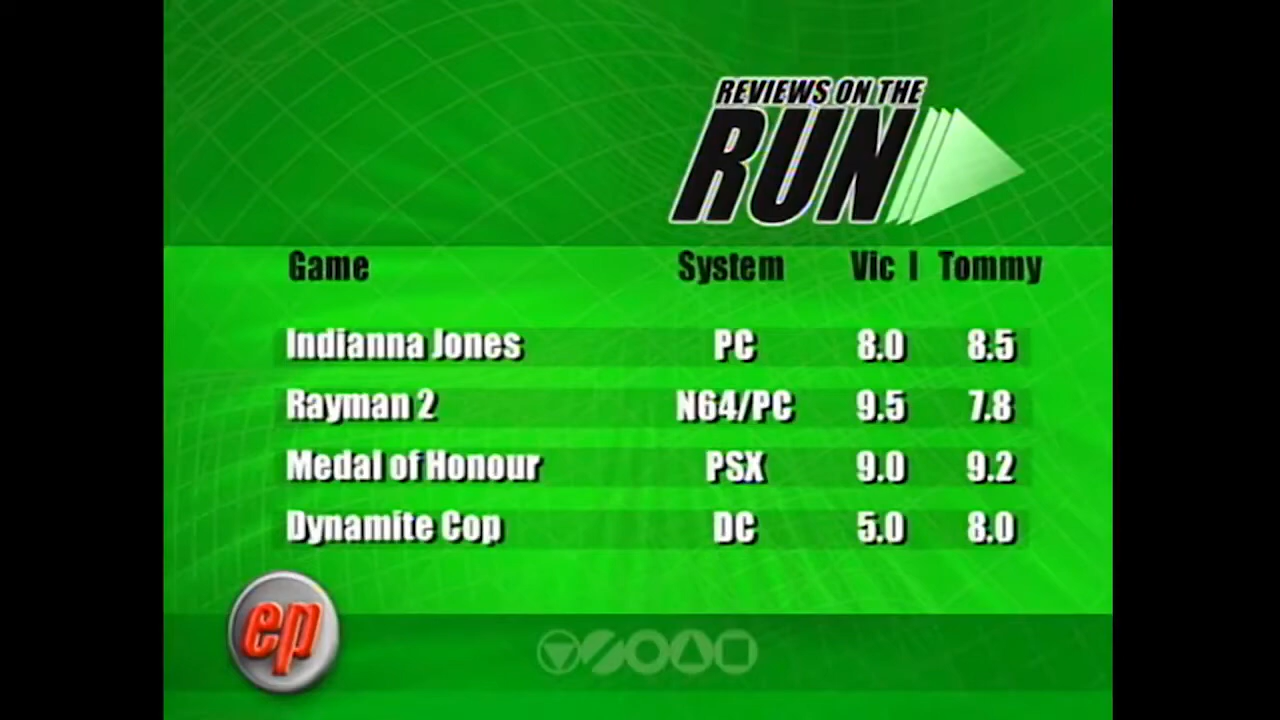 REVIEWS ON THE
RUN
Game System Vic | Tommy
Indianna Jones PC 8.0 8.5
Rayman 2 N64/PC 9.5 7.8
Medal of Honour PSX 9.0 9.2
Dynamite Cop DC 5.0 8.0
ep